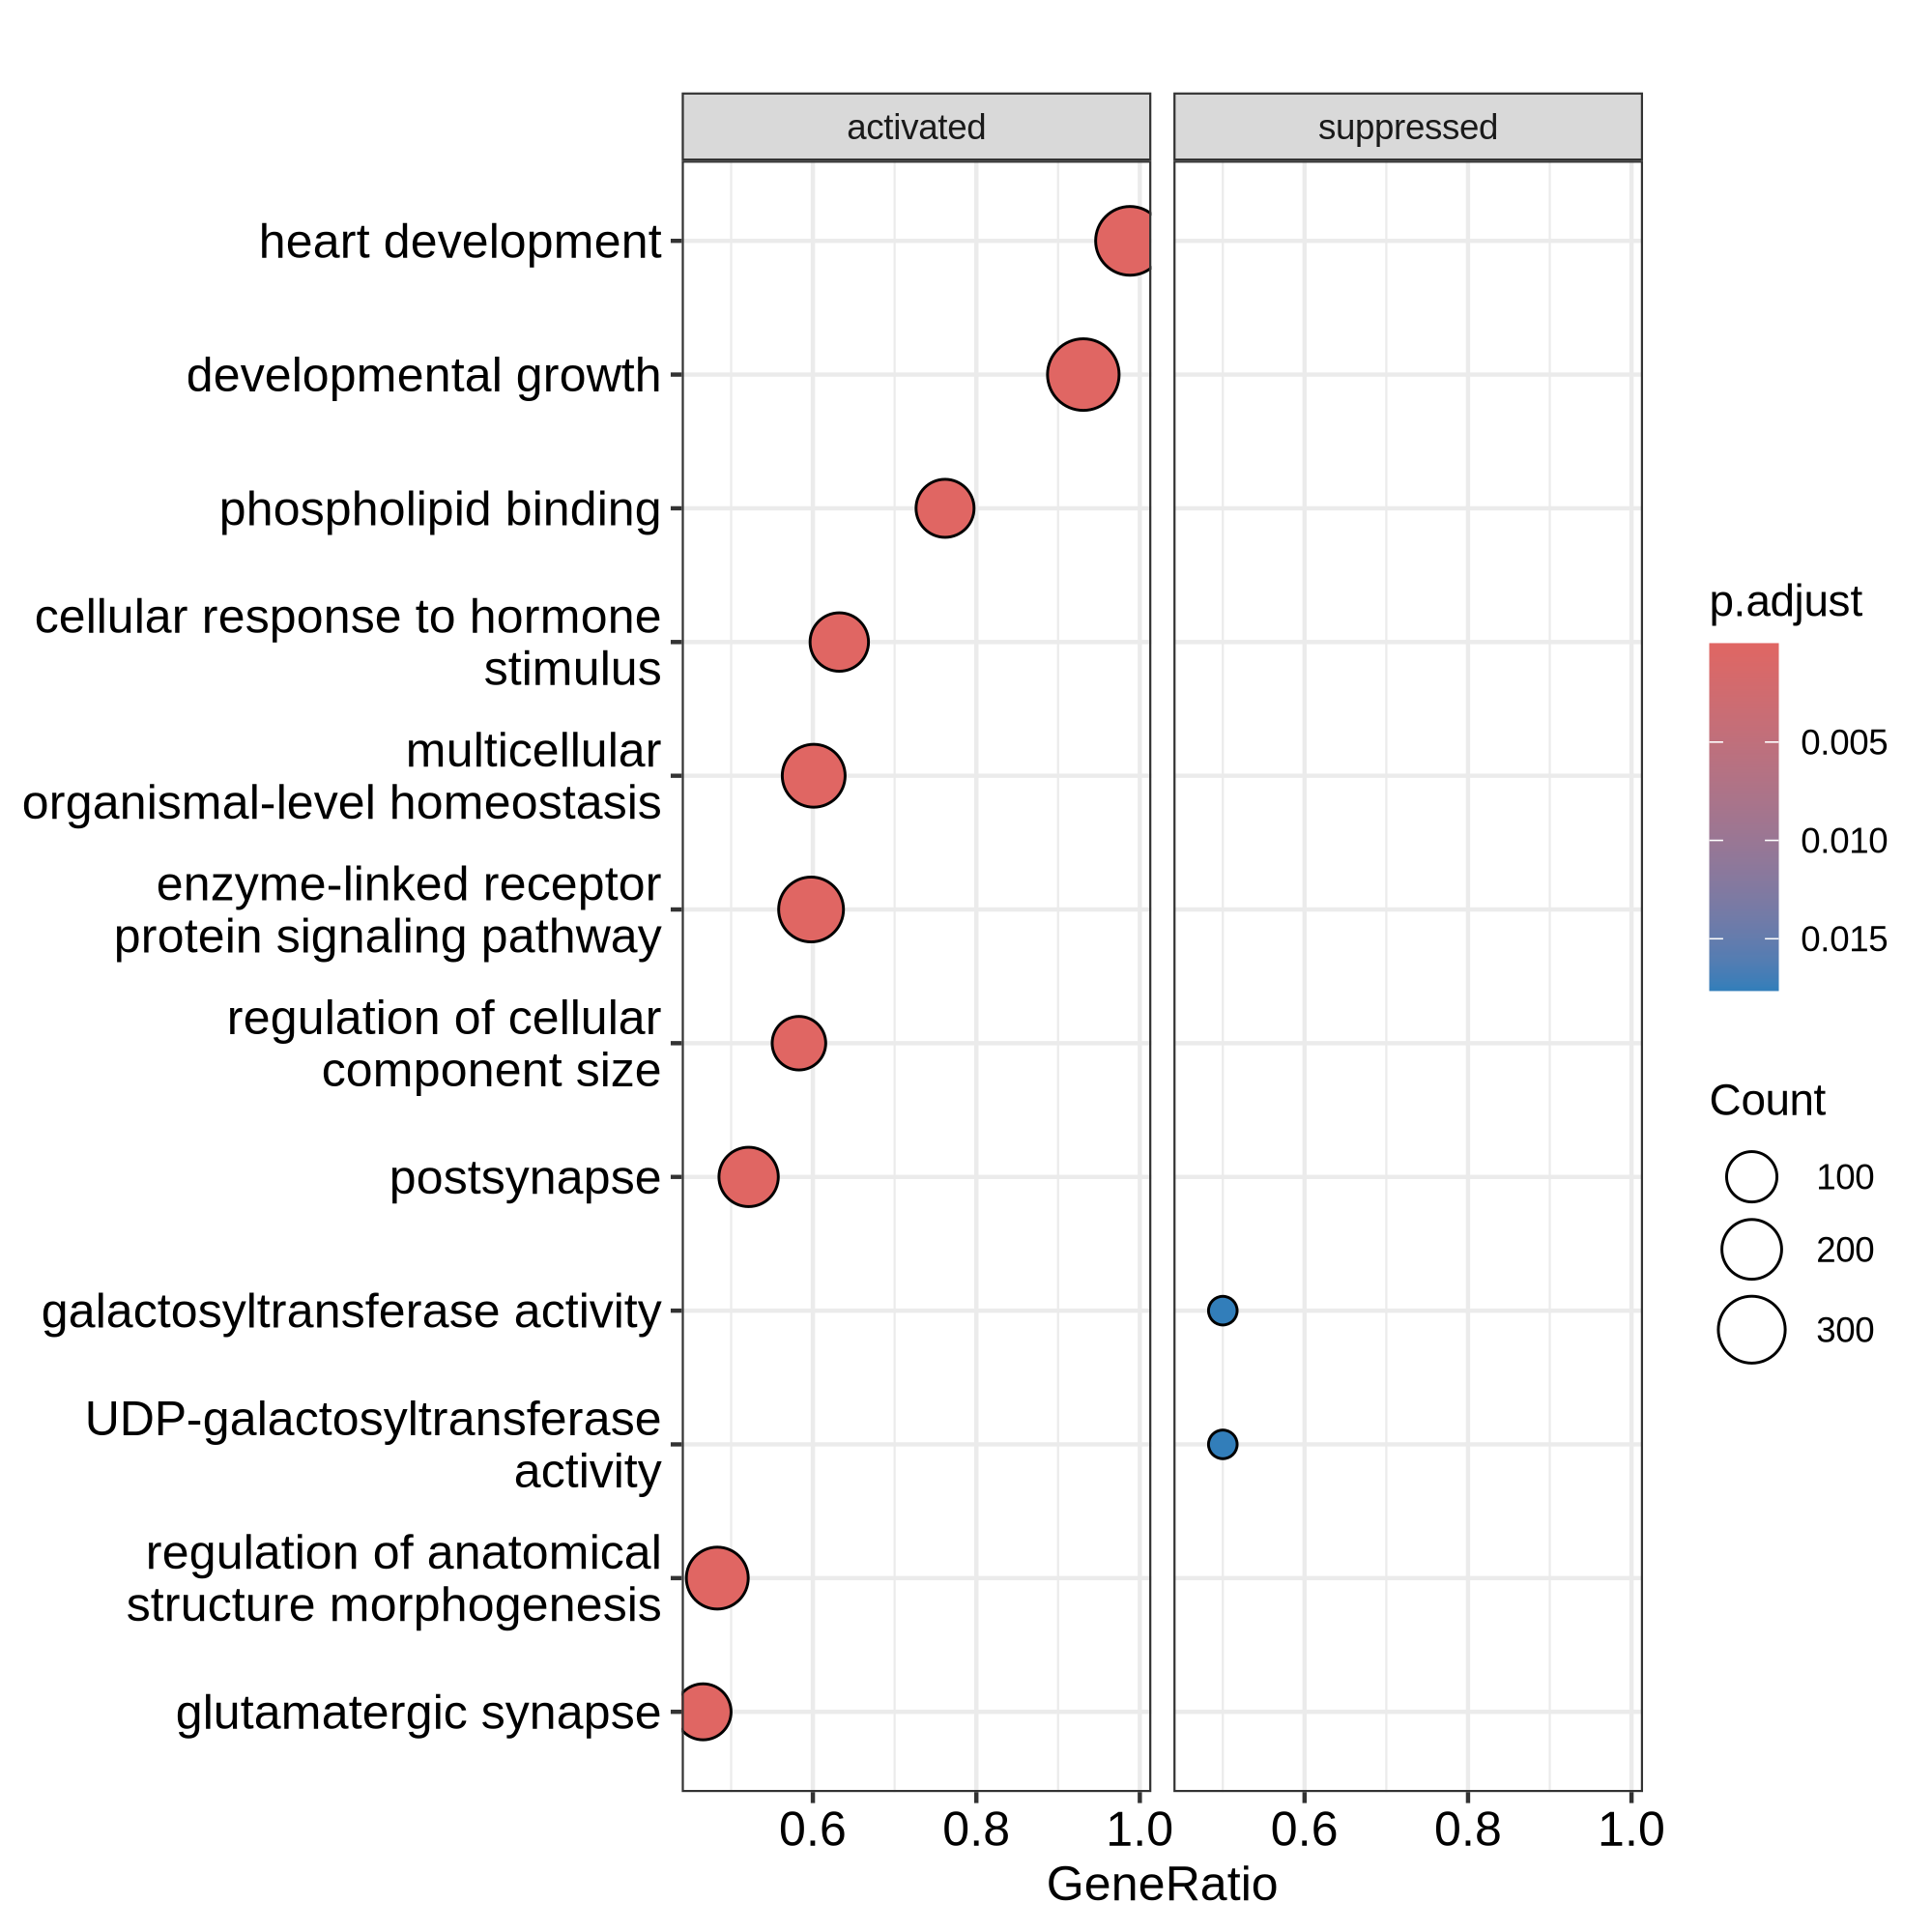 activated
suppressed
heart development
developmental growth
phospholipid binding
cellular response to hormone
stimulus
multicellular
organismal-level homeostasis
enzyme-linked receptor
protein signaling pathway
regulation of cellular
component size
postsynapse
galactosyltransferase activity
UDP-galactosyltransferase
activity
regulation of anatomical
structure morphogenesis
glutamatergic synapse
0.6
0.8
1.0
0.6
0.8
1.0
GeneRatio
p.adjust
0.005
0.010
0.015
Count
100
200
300